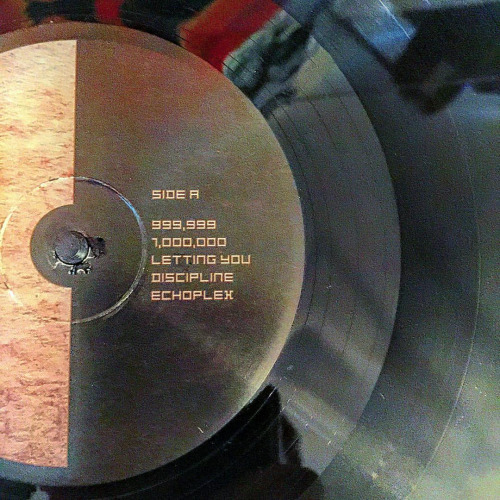 SIDE A
999,999
1,000,000
LETTING YOU
DISCIPLINE
ECHOPLEX